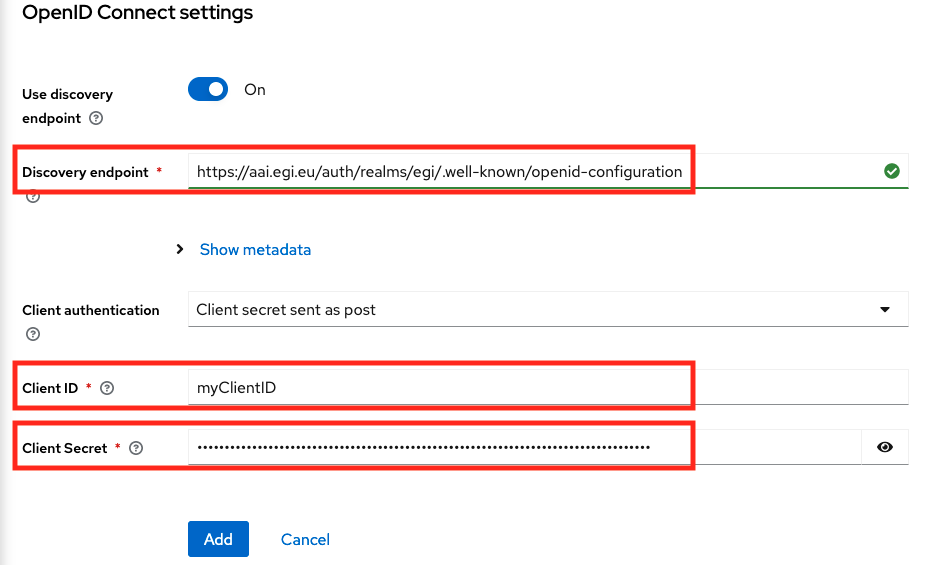 OpenID Connect settings
Use discovery
endpoint
On
Discovery endpoint *
https://aai.egi.eu/auth/realms/egi/.well-known/openid-configuration
Show metadata
Client authentication
Client secret sent as post
Client ID *
myClientID
Client Secret *
Add
Cancel